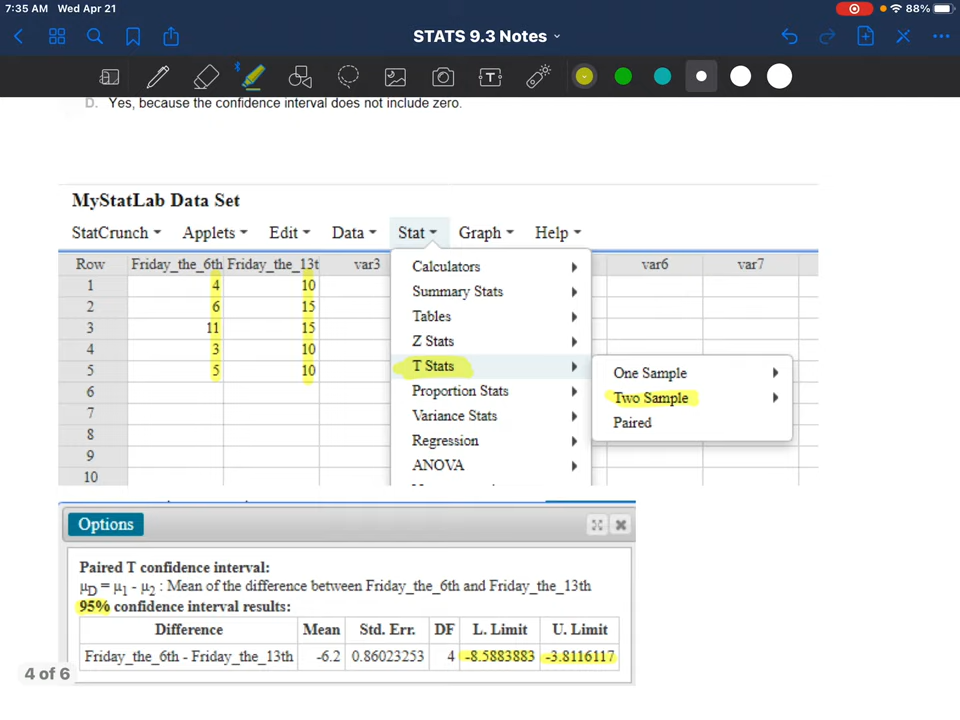 7:35 AM Wed Apr 21
88%
STATS 9.3 Notes
T
D. Yes, because the confidence interval does not include zero.
MyStatLab Data Set
StatCrunch Applets Edit Data Stat Graph Help
Row Friday_the_6th Friday_the_13t var3 var6 var7
1 4 10
2 6 15
3 11 15
4 3 10
5 5 10
6
7
8
9
10
Calculators
Summary Stats
Tables
Z Stats
T Stats
Proportion Stats
Variance Stats
Regression
ANOVA
One Sample
Two Sample
Paired
Options
Paired T confidence interval:
μD = μ1 - μ2 : Mean of the difference between Friday_the_6th and Friday_the_13th
95% confidence interval results:
Difference Mean Std. Err. DF L. Limit U. Limit
Friday_the_6th - Friday_the_13th -6.2 0.86023253 4 -8.5883883 -3.8116117
4 of 6